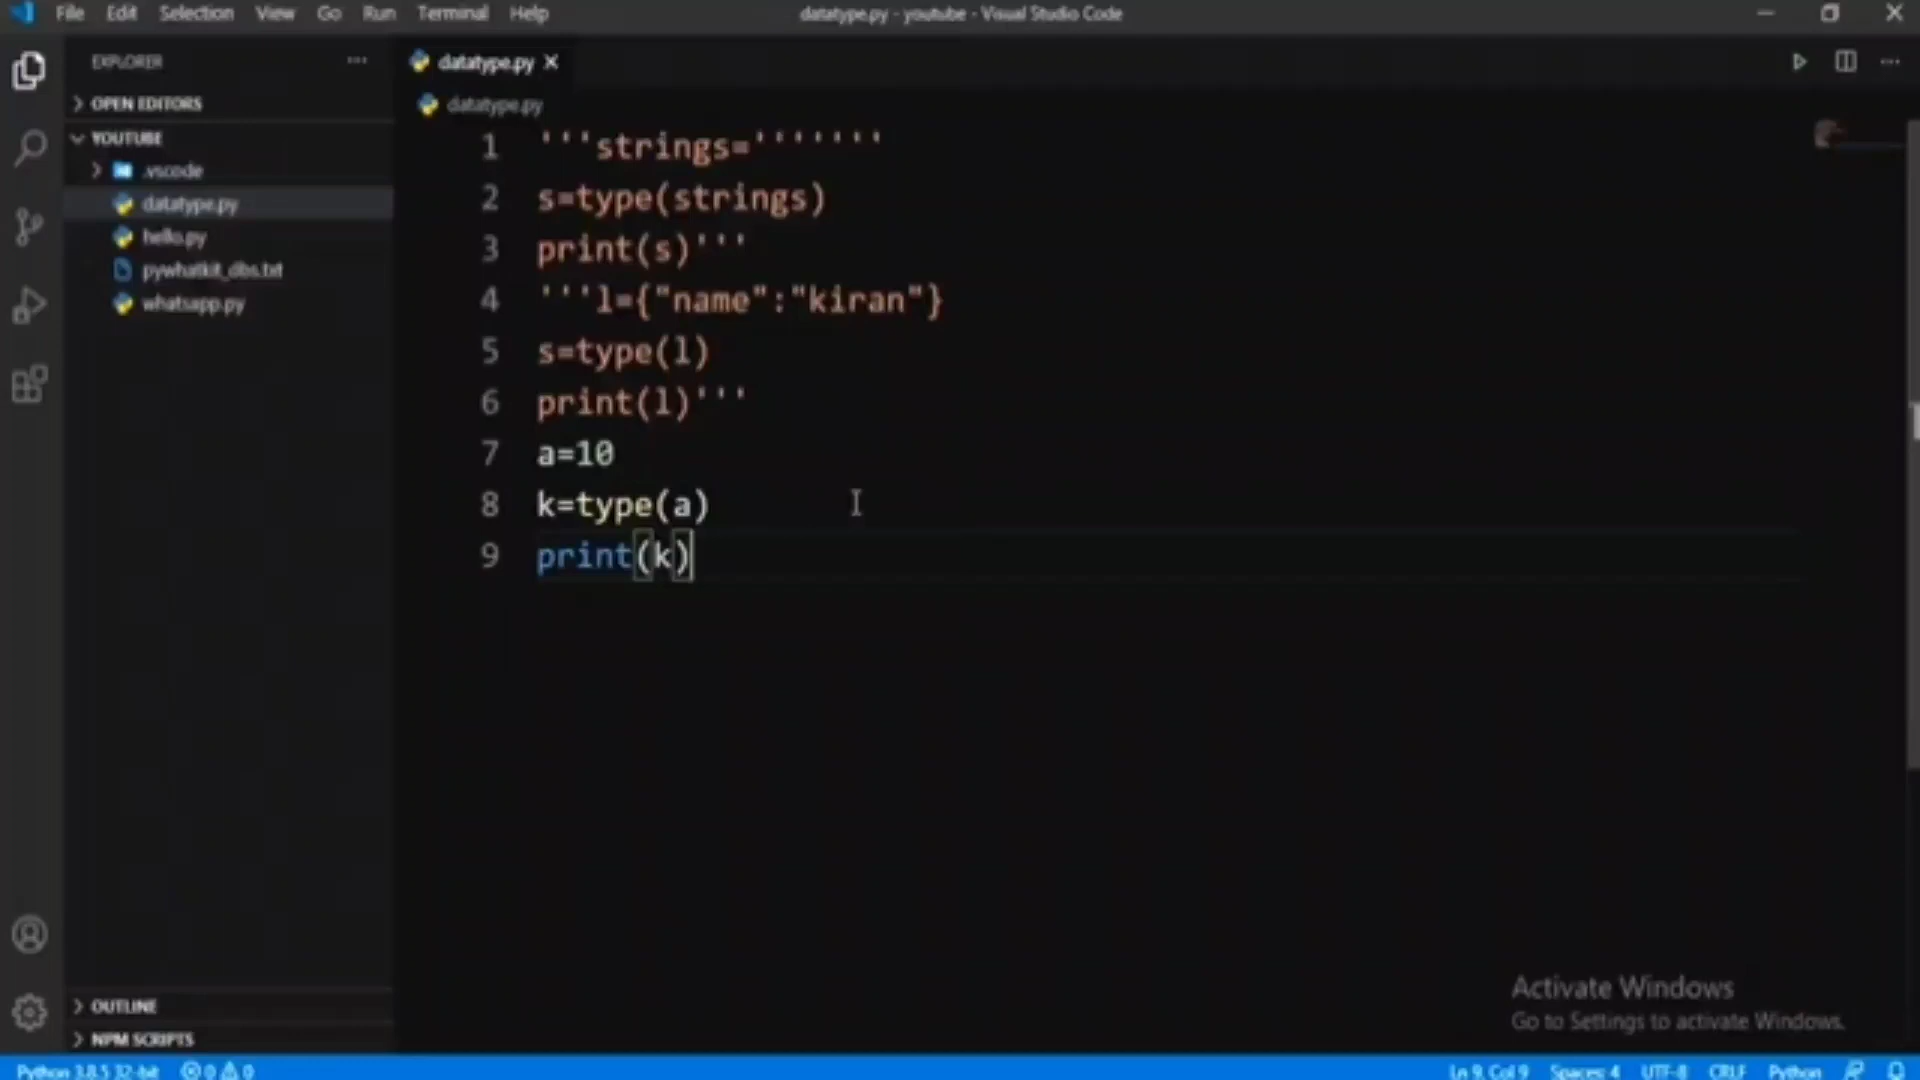 File Edit Selection View Go Run Terminal Help
datatype.py - youtube - Visual Studio Code
EXPLORER
OPEN EDITORS
YOUTUBE
.vscode
datatype.py
hello.py
pywhatkit_dbs.txt
whatsapp.py
OUTLINE
NPM SCRIPTS
datatype.py
datatype.py
1 '''strings='''''''
2 s=type(strings)
3 print(s)'''
4 '''l={"name":"kiran"}
5 s=type(l)
6 print(l)'''
7 a=10
8 k=type(a)
9 print(k)
Activate Windows
Go to Settings to activate Windows.
Python 3.8.5 32-bit 0 0 Ln 9, Col 9 Spaces: 4 UTF-8 CRLF Python